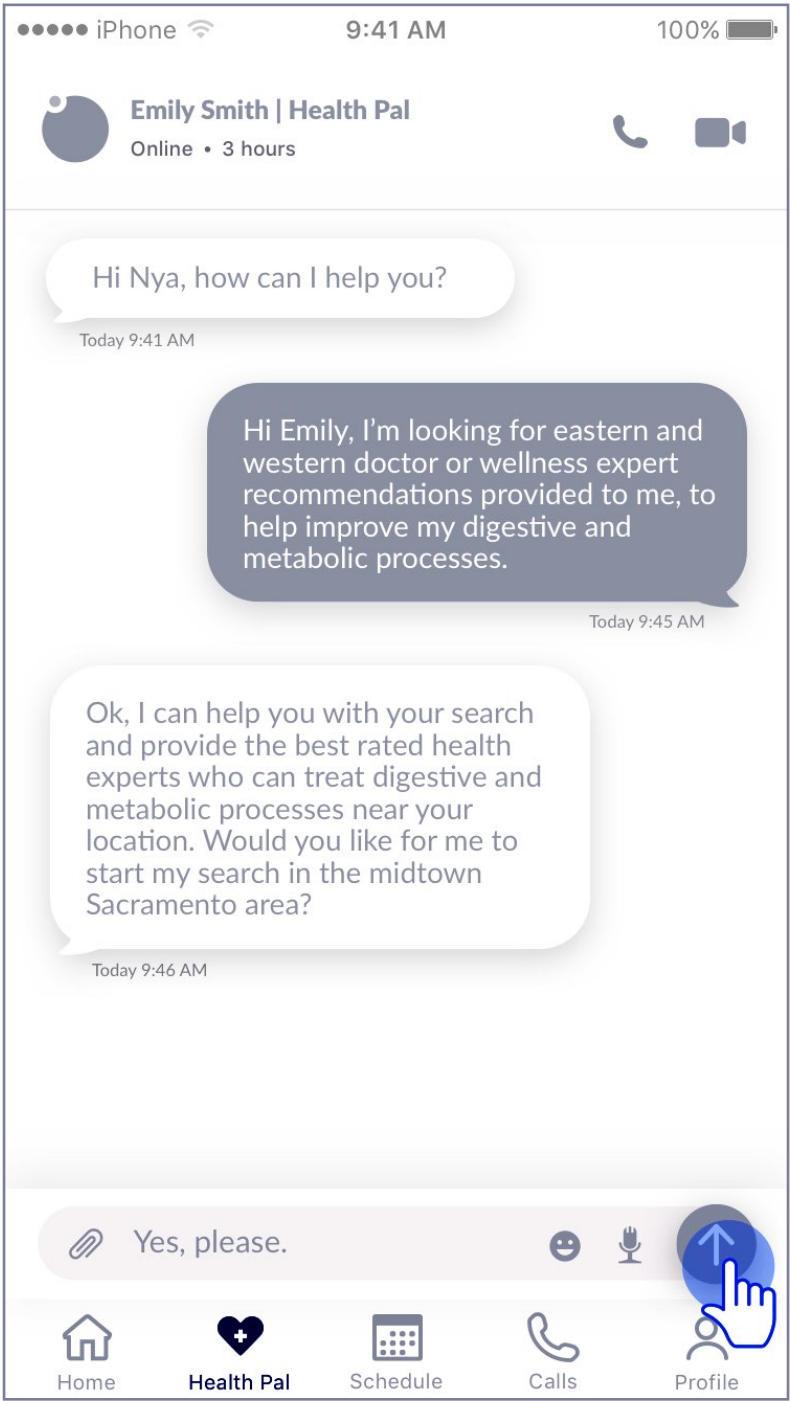 iPhone 9:41 AM 100%
Emily Smith | Health Pal
Online • 3 hours
Hi Nya, how can I help you?
Today 9:41 AM
Hi Emily, I'm looking for eastern and
western doctor or wellness expert
recommendations provided to me, to
help improve my digestive and
metabolic processes.
Today 9:45 AM
Ok, I can help you with your search
and provide the best rated health
experts who can treat digestive and
metabolic processes near your
location. Would you like for me to
start my search in the midtown
Sacramento area?
Today 9:46 AM
Yes, please.
Home Health Pal Schedule Calls Profile